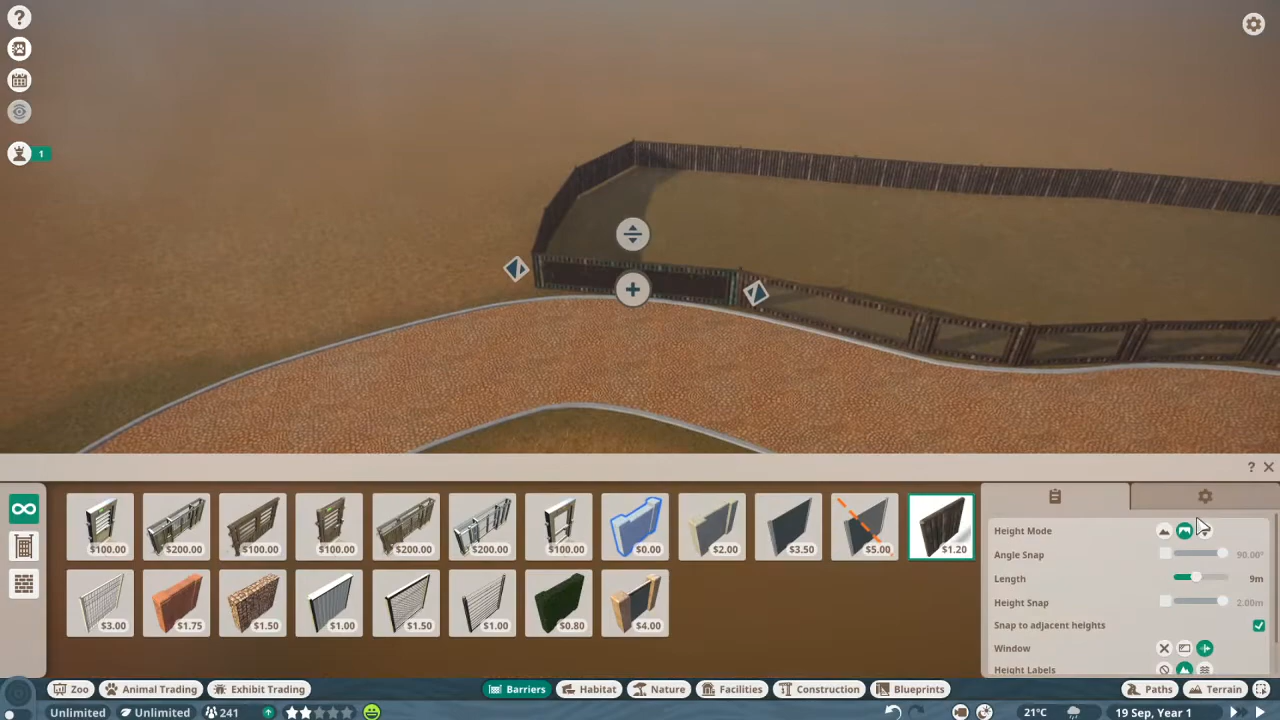 ?
1
? ×
$100.00 $200.00 $100.00 $100.00 $200.00 $200.00 $100.00 $0.00 $2.00 $3.50 $5.00 $1.20
$3.00 $1.75 $1.50 $1.00 $1.50 $1.00 $0.80 $4.00
Height Mode
Angle Snap 90.00°
Length 9m
Height Snap 2.00m
Snap to adjacent heights
Window
Height Labels
Zoo Animal Trading Exhibit Trading Barriers Habitat Nature Facilities Construction Blueprints Paths Terrain
Unlimited Unlimited 241 21°C 19 Sep, Year 1